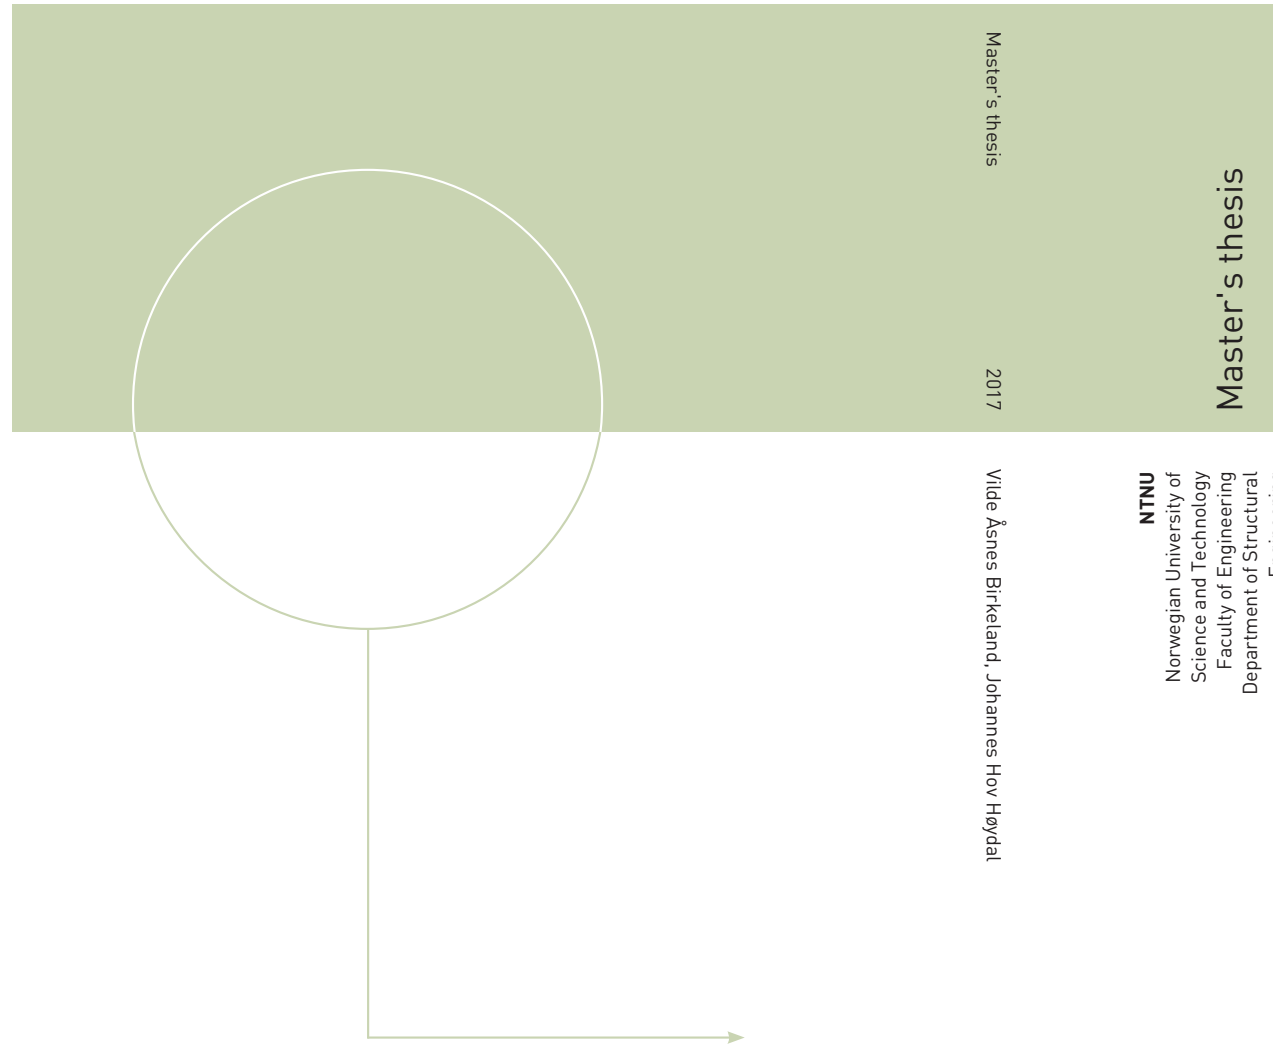 Master's thesis
2017
Vilde Åsnes Birkeland, Johannes Hov Høydal
Master's thesis
NTNU
Norwegian University of
Science and Technology
Faculty of Engineering
Department of Structural